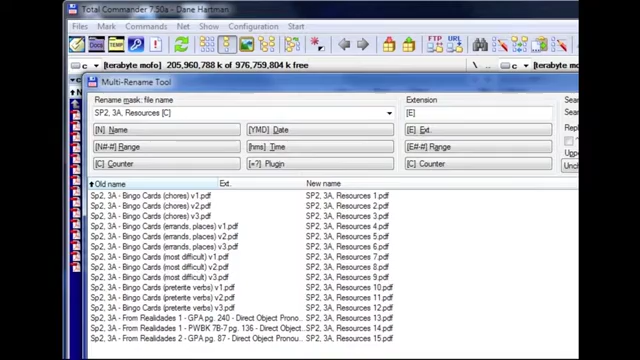 Total Commander 7.50a - Dane Hartman
Files Mark Commands Net Show Configuration Start
Docs TEMP FTP URL
c [terabyte mofo] 205,960,788 k of 976,759,804 k free \ .. c [terabyte mofo]
Multi-Rename Tool
Rename mask: file name Extension
SP2, 3A, Resources [C] [E]
[N] Name [YMD] Date [E] Ext.
[N#-#] Range [hms] Time [E#-#] Range
[C] Counter [=?] Plugin [C] Counter
Old name Ext. New name
Sp2, 3A - Bingo Cards (chores) v1.pdf SP2, 3A, Resources 1.pdf
Sp2, 3A - Bingo Cards (chores) v2.pdf SP2, 3A, Resources 2.pdf
Sp2, 3A - Bingo Cards (chores) v3.pdf SP2, 3A, Resources 3.pdf
Sp2, 3A - Bingo Cards (errands, places) v1.pdf SP2, 3A, Resources 4.pdf
Sp2, 3A - Bingo Cards (errands, places) v2.pdf SP2, 3A, Resources 5.pdf
Sp2, 3A - Bingo Cards (errands, places) v3.pdf SP2, 3A, Resources 6.pdf
Sp2, 3A - Bingo Cards (most difficult) v1.pdf SP2, 3A, Resources 7.pdf
Sp2, 3A - Bingo Cards (most difficult) v2.pdf SP2, 3A, Resources 8.pdf
Sp2, 3A - Bingo Cards (most difficult) v3.pdf SP2, 3A, Resources 9.pdf
Sp2, 3A - Bingo Cards (preterite verbs) v1.pdf SP2, 3A, Resources 10.pdf
Sp2, 3A - Bingo Cards (preterite verbs) v2.pdf SP2, 3A, Resources 11.pdf
Sp2, 3A - Bingo Cards (preterite verbs) v3.pdf SP2, 3A, Resources 12.pdf
Sp2, 3A - From Realidades 1 - GPA pg. 240 - Direct Object Pronou... SP2, 3A, Resources 13.pdf
Sp2, 3A - From Realidades 1 - PWBK 7B-7 pg. 136 - Direct Object ... SP2, 3A, Resources 14.pdf
Sp2, 3A - From Realidades 2 - GPA pg. 87 - Direct Object Pronou... SP2, 3A, Resources 15.pdf